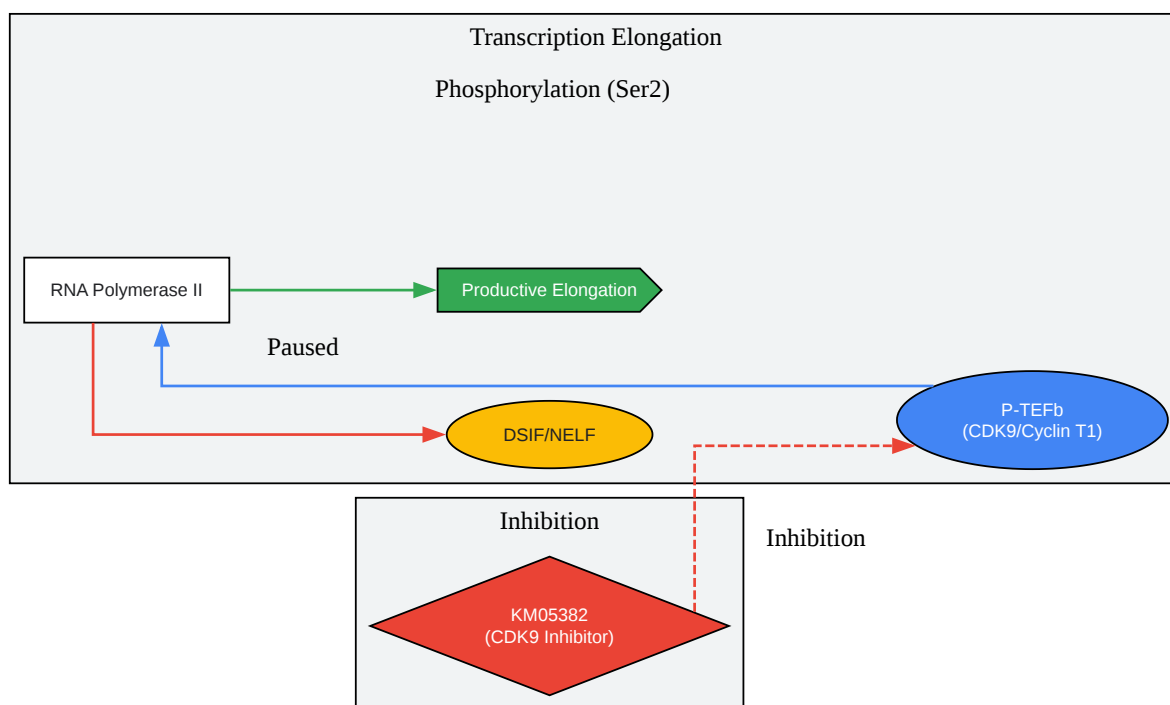 Transcription Elongation
Phosphorylation (Ser2)
RNA Polymerase II
Productive Elongation
Paused
P-TEFb
(CDK9/Cyclin T1)
DSIF/NELF
Inhibition
Inhibition
KM05382
(CDK9 Inhibitor)